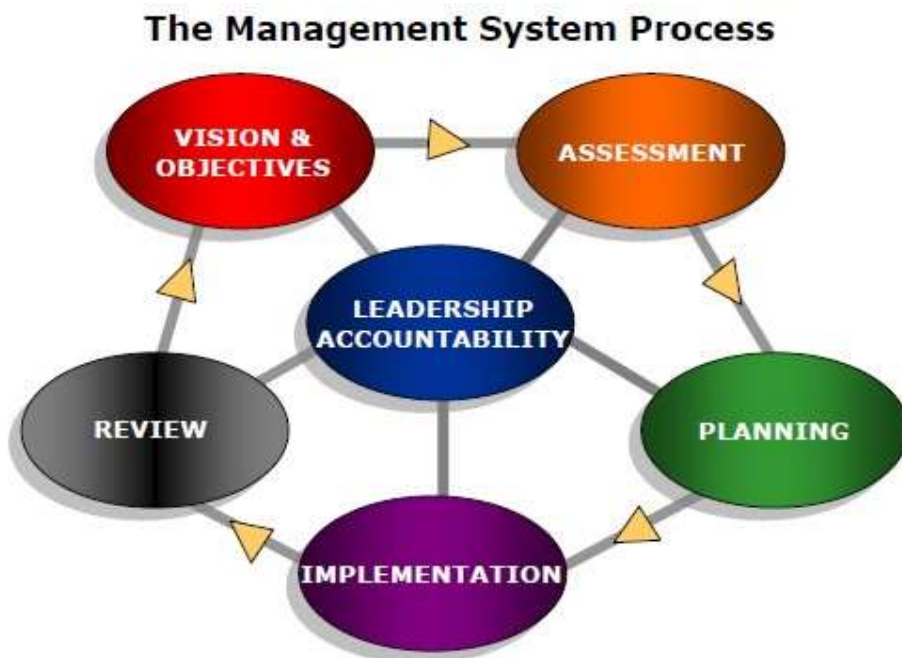 The Management System Process
VISION &
OBJECTIVES
ASSESSMENT
LEADERSHIP
ACCOUNTABILITY
REVIEW
PLANNING
IMPLEMENTATION